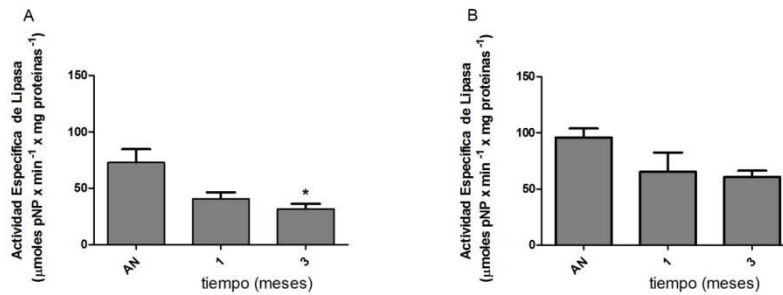 A
Actividad Específica de Lipasa
(μmoles pNP x min⁻¹ x mg proteinas⁻¹)
150
100
50
0
*
AN
1
3
tiempo (meses)
B
Actividad Específica de Lipasa
(μmoles pNP x min⁻¹ x mg proteinas⁻¹)
150
100
50
0
AN
1
3
tiempo (meses)